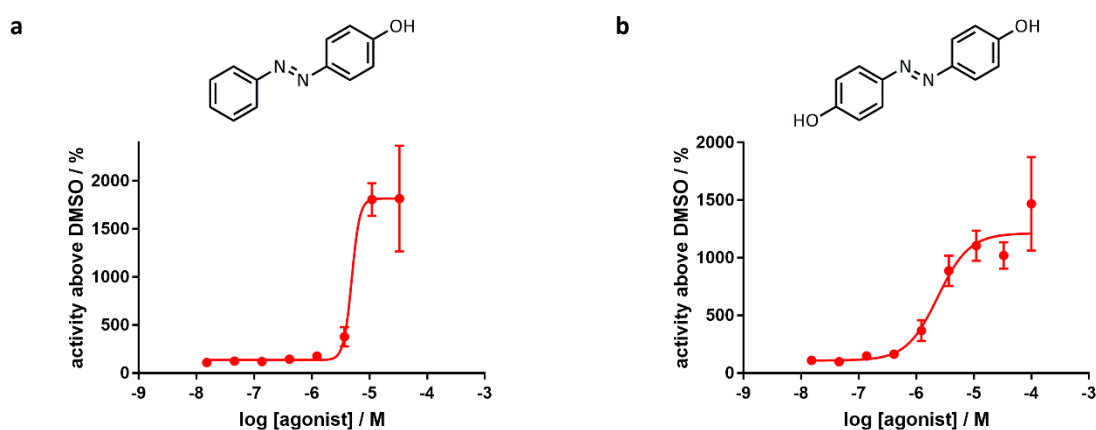 a
OH
N
N
activity above DMSO / %
2000
1500
1000
500
0
-9 -8 -7 -6 -5 -4 -3
log [agonist] / M
b
OH
N
N
HO
activity above DMSO / %
2000
1500
1000
500
0
-9 -8 -7 -6 -5 -4 -3
log [agonist] / M